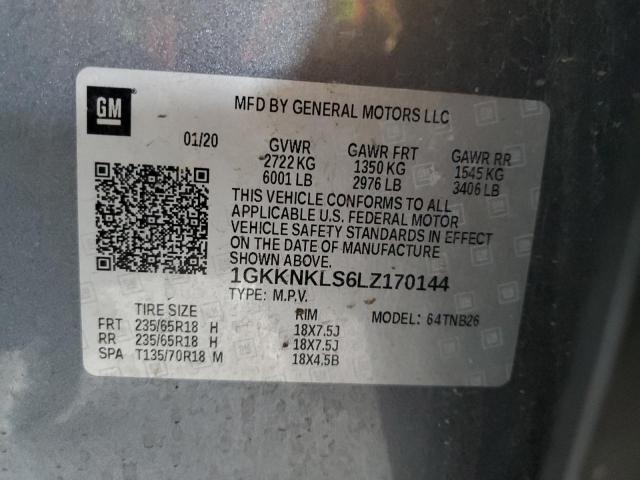 GM
MFD BY GENERAL MOTORS LLC
01/20
GVWR GAWR FRT GAWR RR
2722 KG 1350 KG 1545 KG
6001 LB 2976 LB 3406 LB
THIS VEHICLE CONFORMS TO ALL
APPLICABLE U.S. FEDERAL MOTOR
VEHICLE SAFETY STANDARDS IN EFFECT
ON THE DATE OF MANUFACTURE
SHOWN ABOVE.
1GKKNKLS6LZ170144
TYPE: M.P.V.
TIRE SIZE RIM MODEL: 64TNB26
FRT 235/65R18 H 18X7.5J
RR 235/65R18 H 18X7.5J
SPA T135/70R18 M 18X4.5B